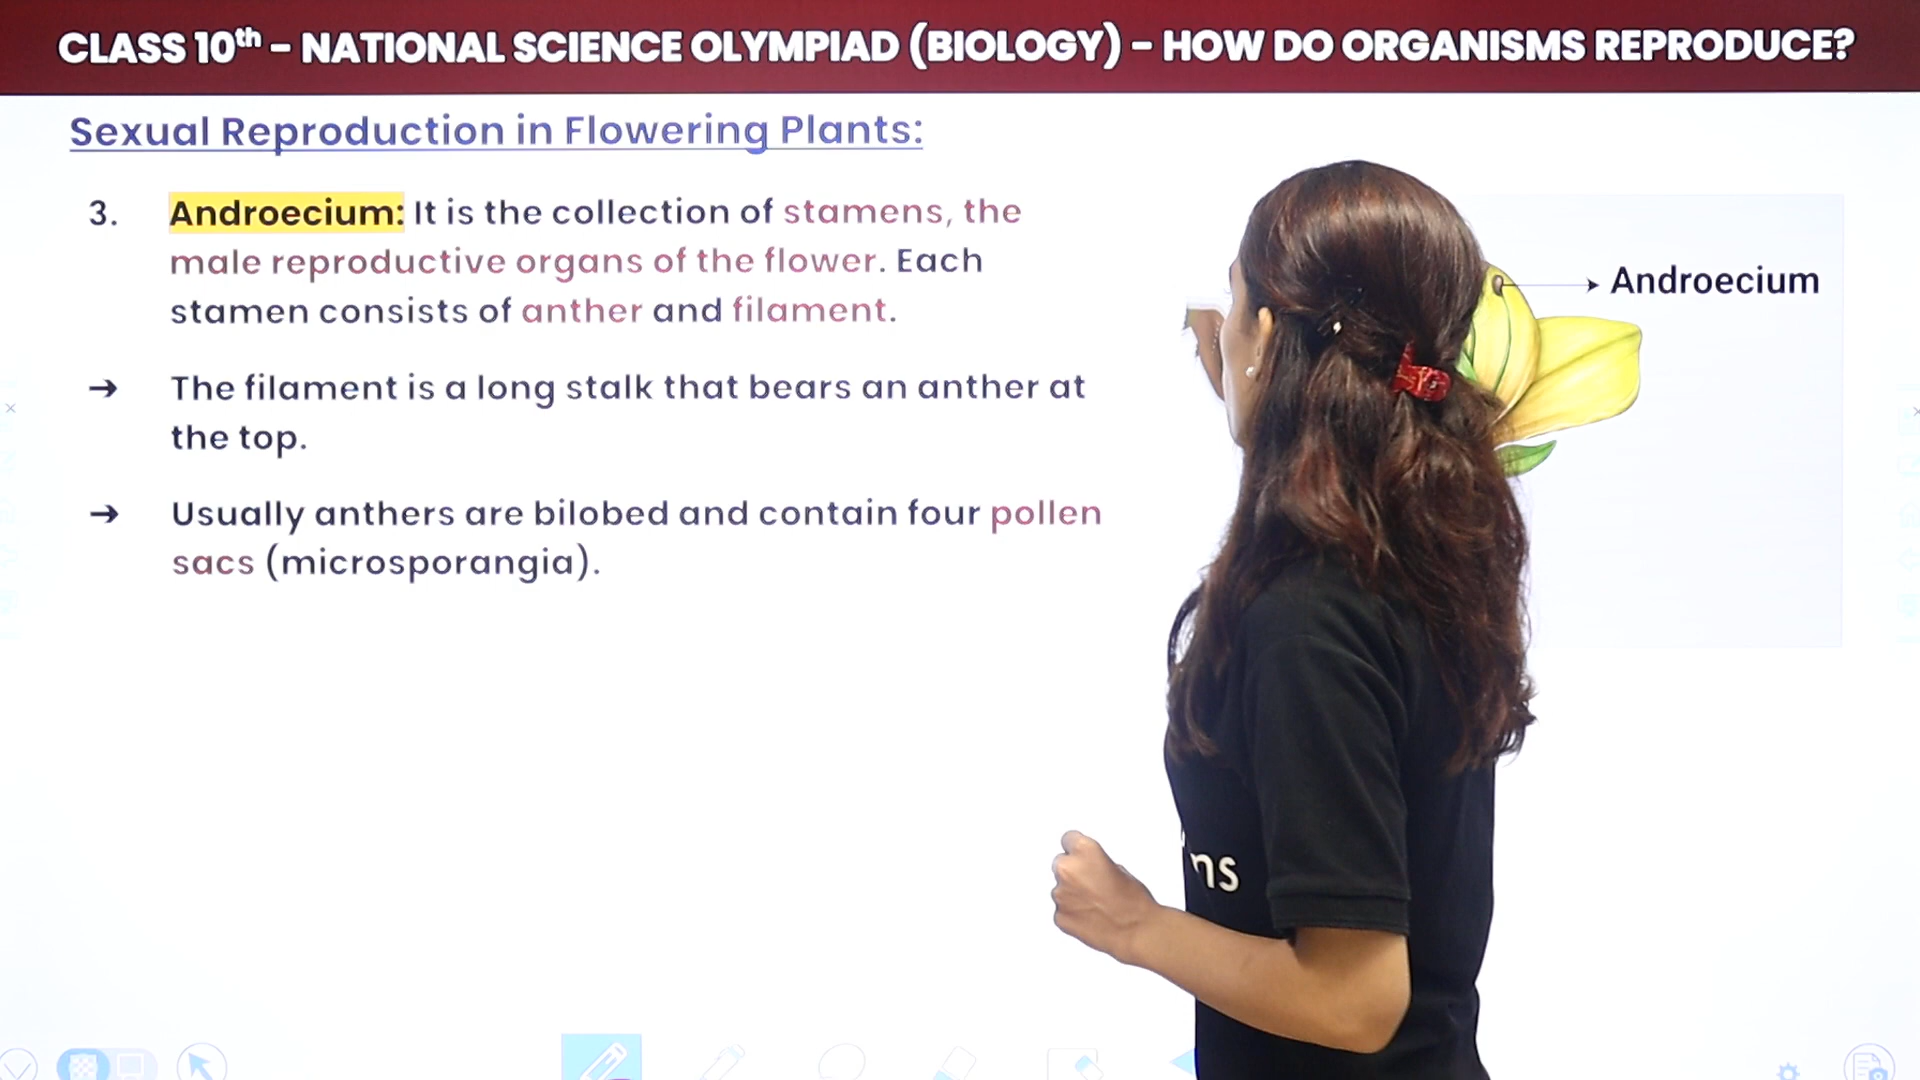 CLASS 10th - NATIONAL SCIENCE OLYMPIAD (BIOLOGY) - HOW DO ORGANISMS REPRODUCE?
Sexual Reproduction in Flowering Plants:
3. Androecium: It is the collection of stamens, the
male reproductive organs of the flower. Each
stamen consists of anther and filament.
→ The filament is a long stalk that bears an anther at
the top.
→ Usually anthers are bilobed and contain four pollen
sacs (microsporangia).
Androecium
ns